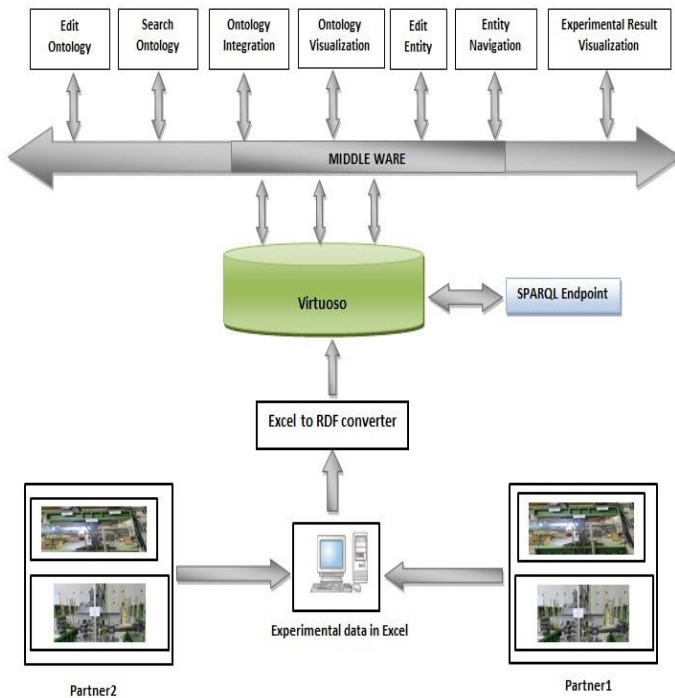 Edit
Ontology
Search
Ontology
Ontology
Integration
Ontology
Visualization
Edit
Entity
Entity
Navigation
Experimental Result
Visualization
MIDDLE WARE
Virtuoso
SPARQL Endpoint
Excel to RDF converter
Experimental data in Excel
Partner2
Partner1